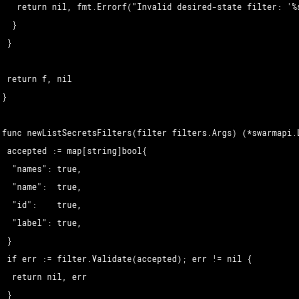 return nil, fmt.Errorf("Invalid desired-state filter: '%s
}
}
return f, nil
}
func newListSecretsFilters(filter filters.Args) (*swarmapi.L
accepted := map[string]bool{
"names": true,
"name":  true,
"id":    true,
"label": true,
}
if err := filter.Validate(accepted); err != nil {
return nil, err
}